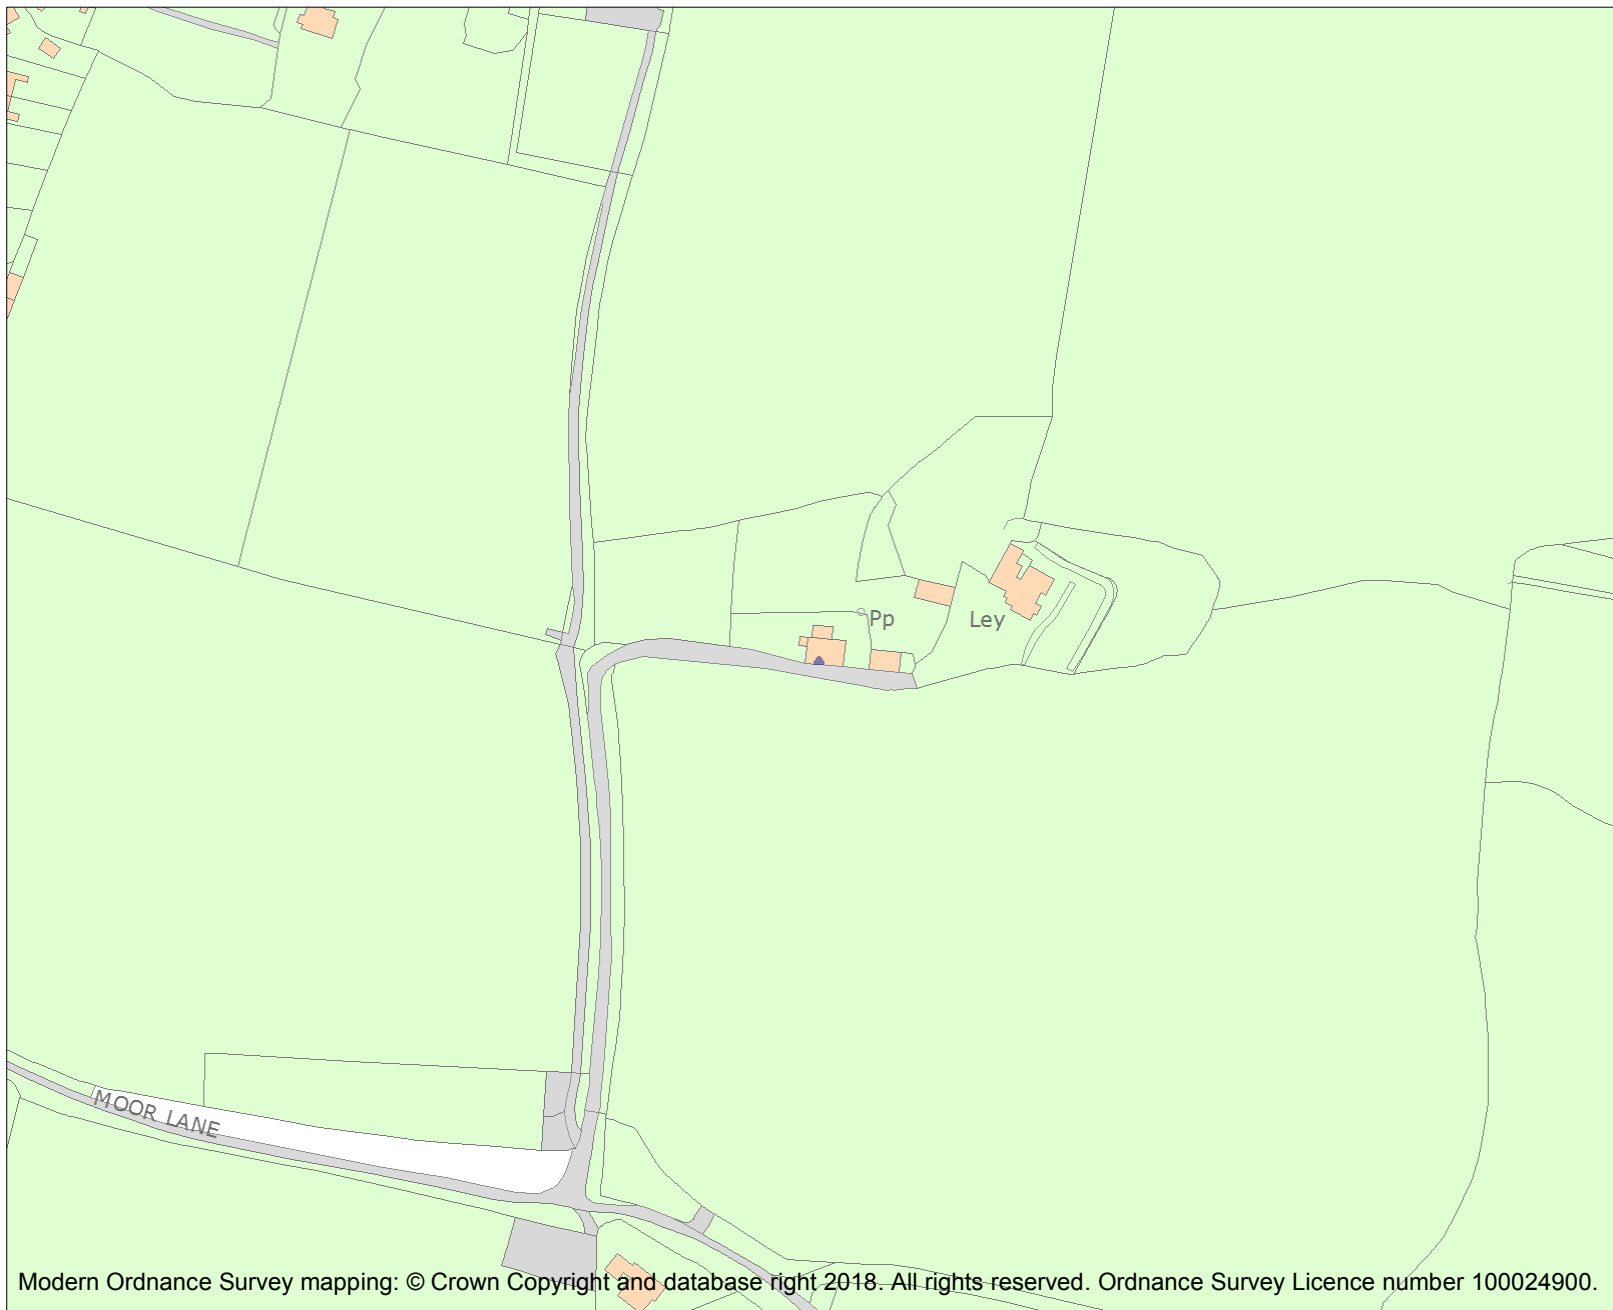 Pp
Ley
MOOR LANE
Modern Ordnance Survey mapping: © Crown Copyright and database right 2018. All rights reserved. Ordnance Survey Licence number 100024900.